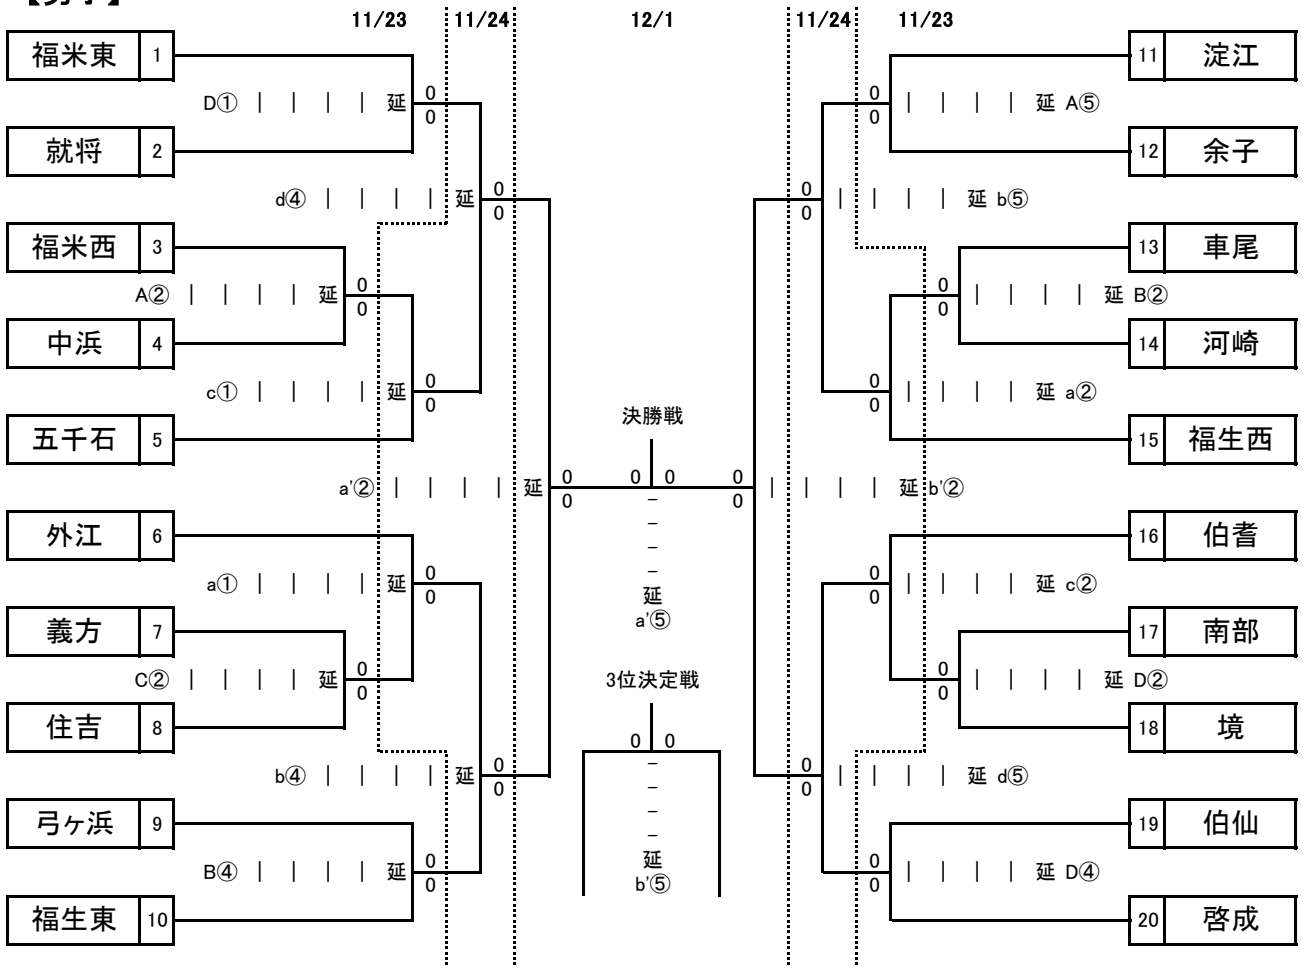 【男子】
11/23 11/24 12/1 11/24 11/23
福米東 1 11 淀江
D① | | | | 延 0 0 | | | | 延 A⑤
0 0
就将 2 12 余子
d④ | | | | 延 0 0 | | | | 延 b⑤
0 0
福米西 3 13 車尾
A② | | | | 延 0 0 | | | | 延 B②
0 0
中浜 4 14 河崎
c① | | | | 延 0 0 | | | | 延 a②
0 0
決勝戦
五千石 5 15 福生西
a'② | | | | 延 0 0 0 0 | | | | 延 b'②
0 – 0
–
外江 6 16 伯耆
–
a① | | | | 延 0 – 0 | | | | 延 c②
0 延 0
a'⑤
義方 7 17 南部
C② | | | | 延 0 3位決定戦 0 | | | | 延 D②
0 0
住吉 8 18 境
0 0
b④ | | | | 延 0 – 0 | | | | 延 d⑤
0 – 0
–
弓ヶ浜 9 19 伯仙
–
B④ | | | | 延 0 延 0 | | | | 延 D④
0 b'⑤ 0
福生東 10 20 啓成